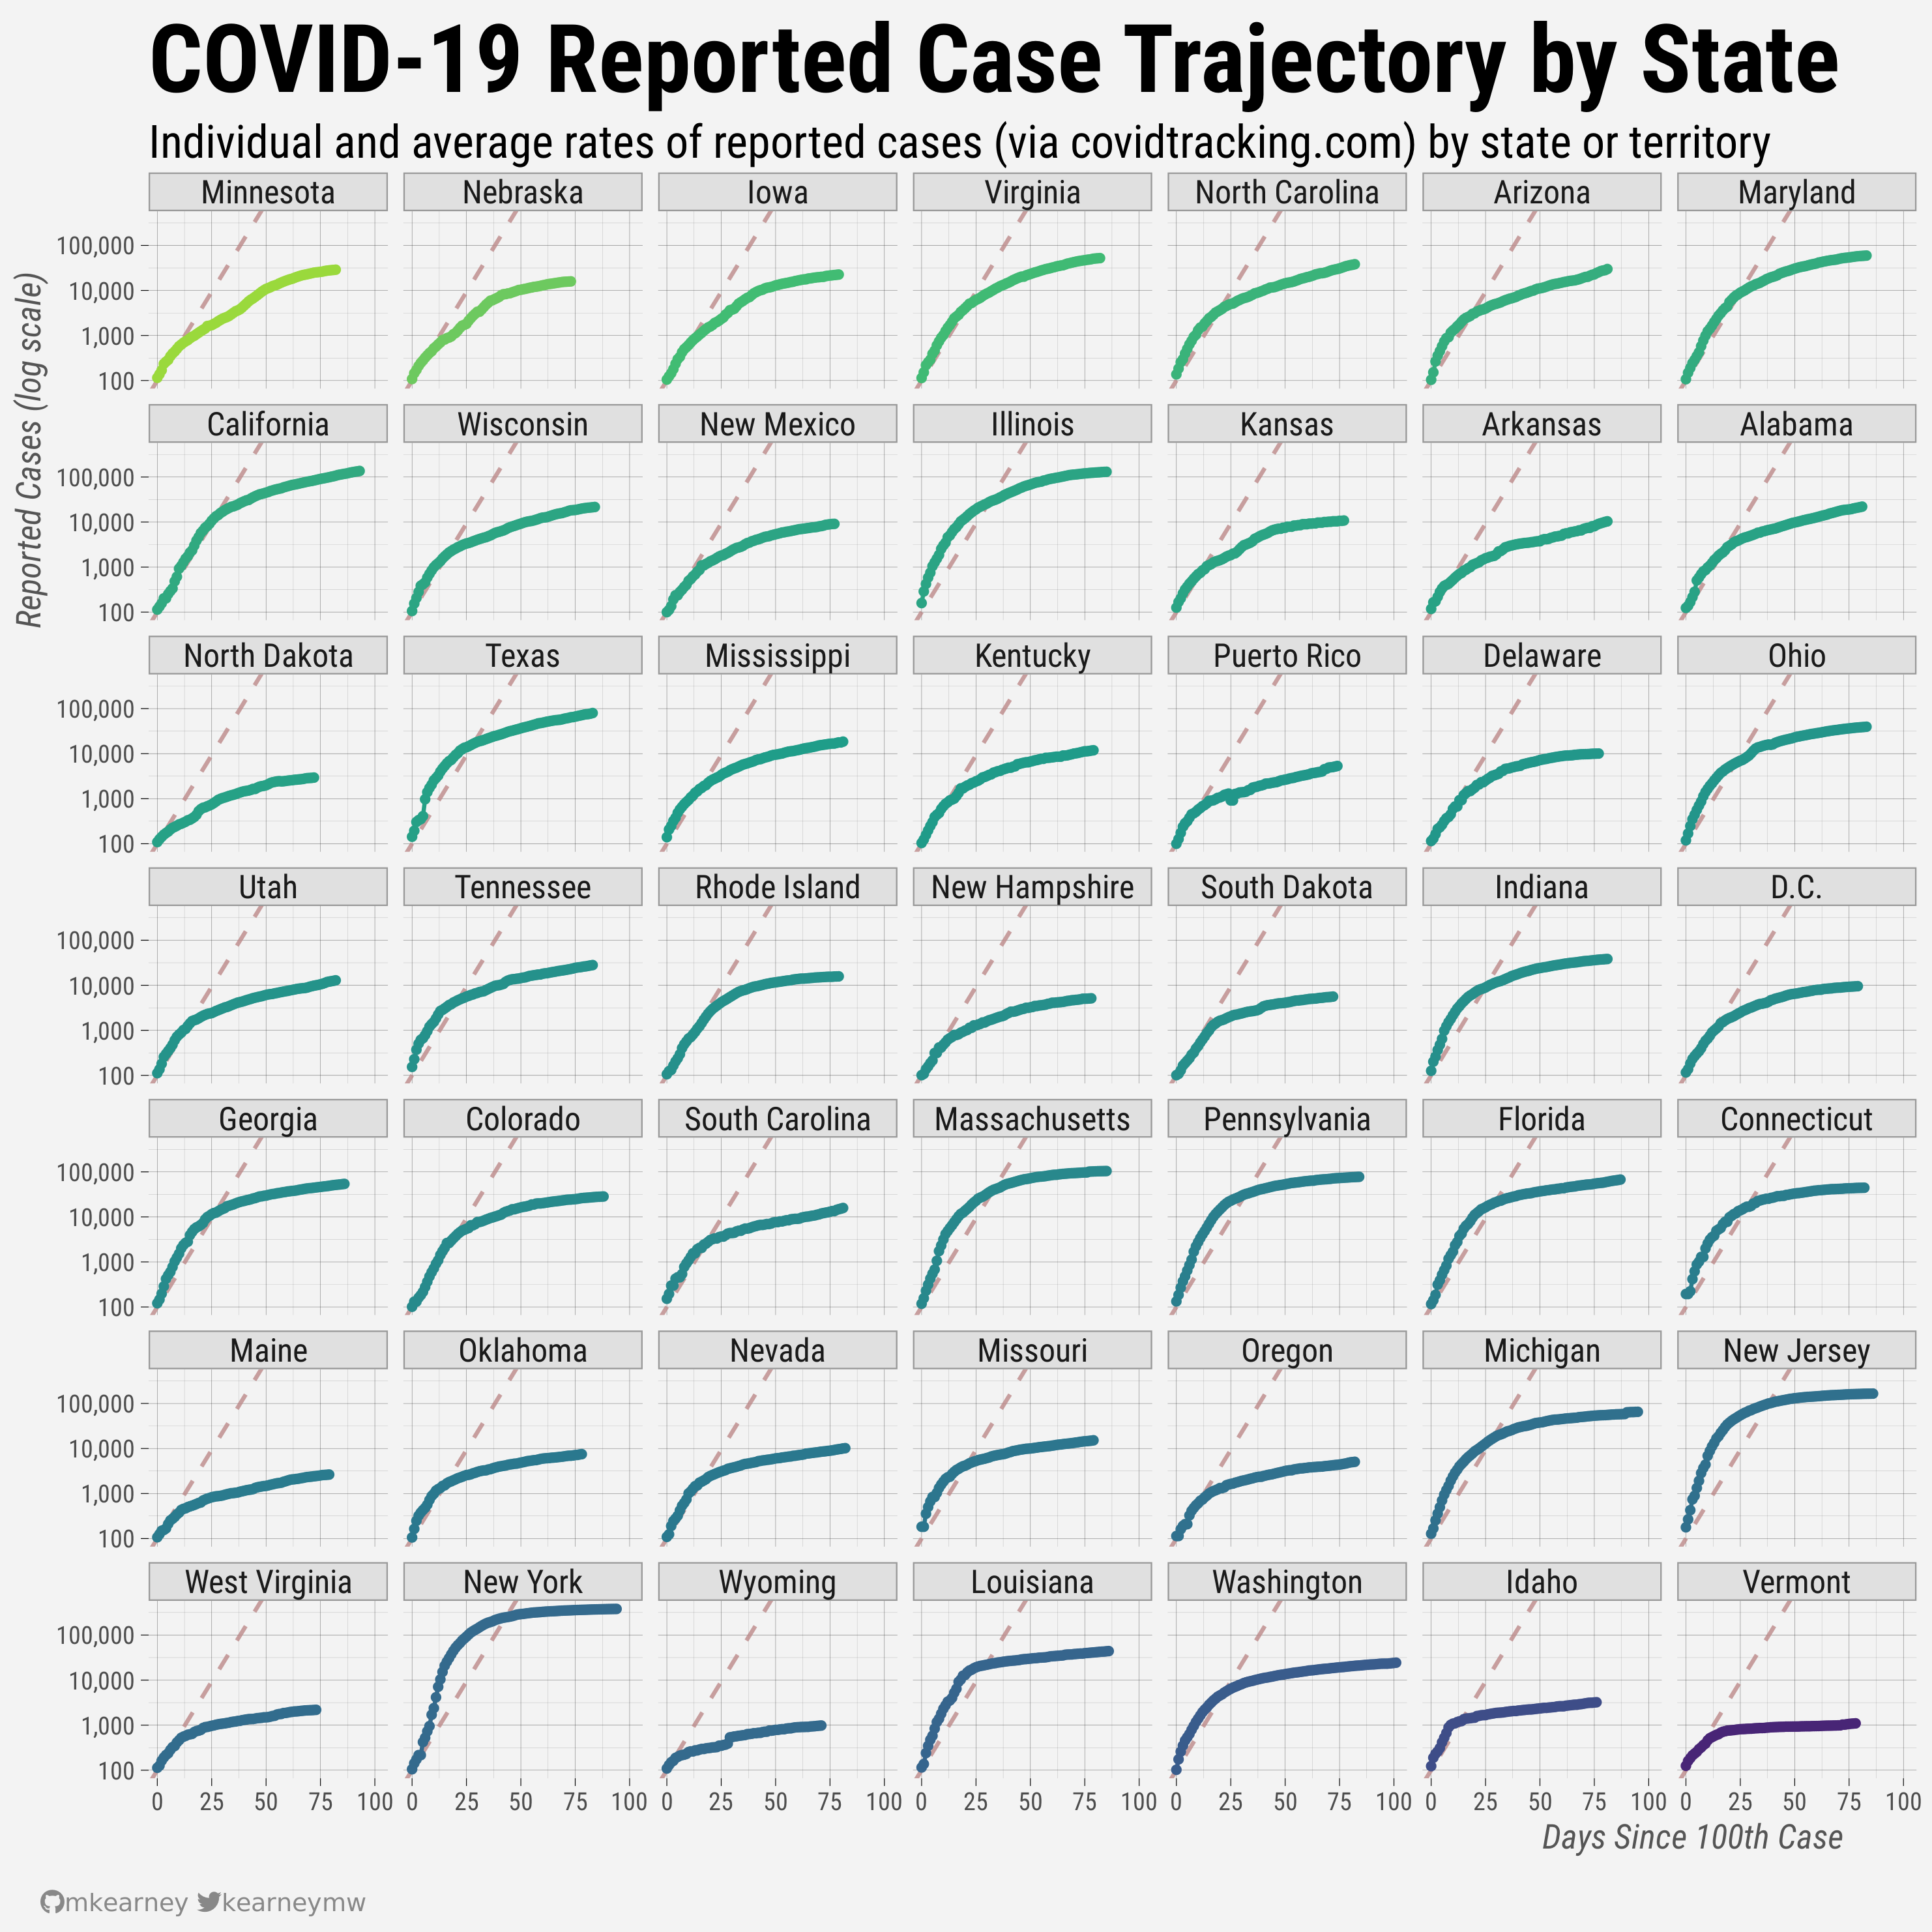 COVID-19 Reported Case Trajectory by State
Individual and average rates of reported cases (via covidtracking.com) by state or territory
Reported Cases (log scale)
Minnesota Nebraska Iowa Virginia North Carolina Arizona Maryland
100,000
10,000
1,000
100
California Wisconsin New Mexico Illinois Kansas Arkansas Alabama
100,000
10,000
1,000
100
North Dakota Texas Mississippi Kentucky Puerto Rico Delaware Ohio
100,000
10,000
1,000
100
Utah Tennessee Rhode Island New Hampshire South Dakota Indiana D.C.
100,000
10,000
1,000
100
Georgia Colorado South Carolina Massachusetts Pennsylvania Florida Connecticut
100,000
10,000
1,000
100
Maine Oklahoma Nevada Missouri Oregon Michigan New Jersey
100,000
10,000
1,000
100
West Virginia New York Wyoming Louisiana Washington Idaho Vermont
100,000
10,000
1,000
100
0 25 50 75 100 0 25 50 75 100 0 25 50 75 100 0 25 50 75 100 0 25 50 75 100 0 25 50 75 100 0 25 50 75 100
Days Since 100th Case
mkearney kearneymw